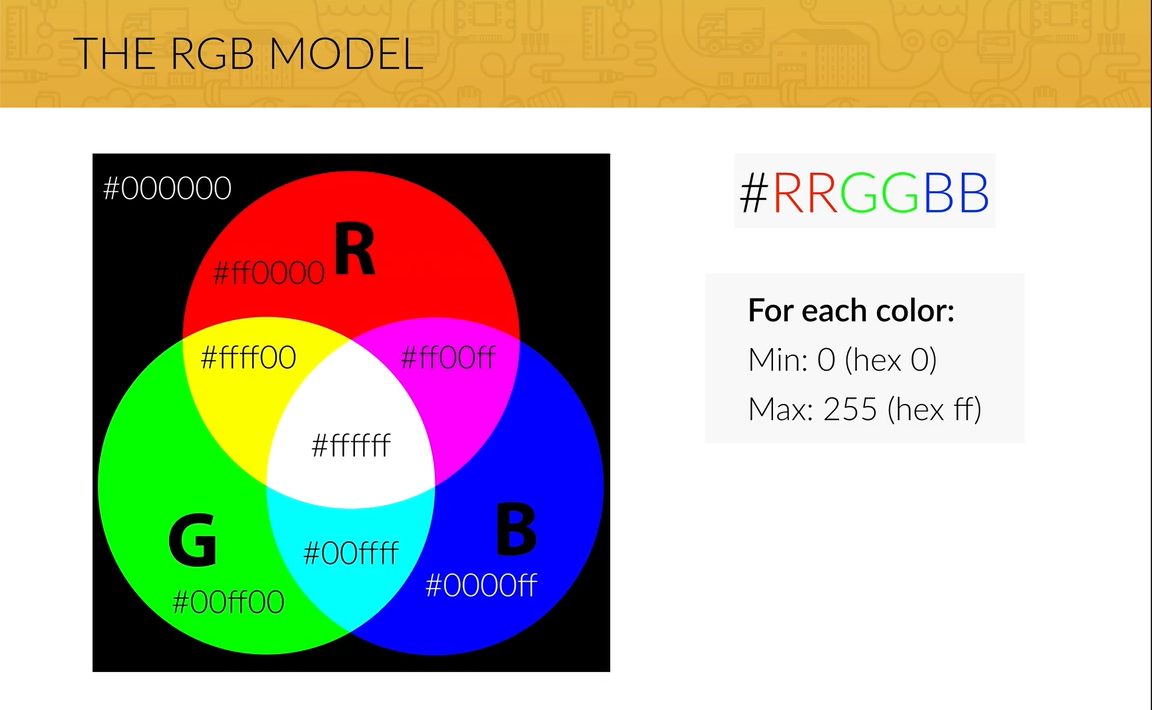 THE RGB MODEL
#000000
R
#ff0000
#ffff00
#ff00ff
#ffffff
G
B
#00ffff
#0000ff
#00ff00
#RRGGBB
For each color:
Min: 0 (hex 0)
Max: 255 (hex ff)